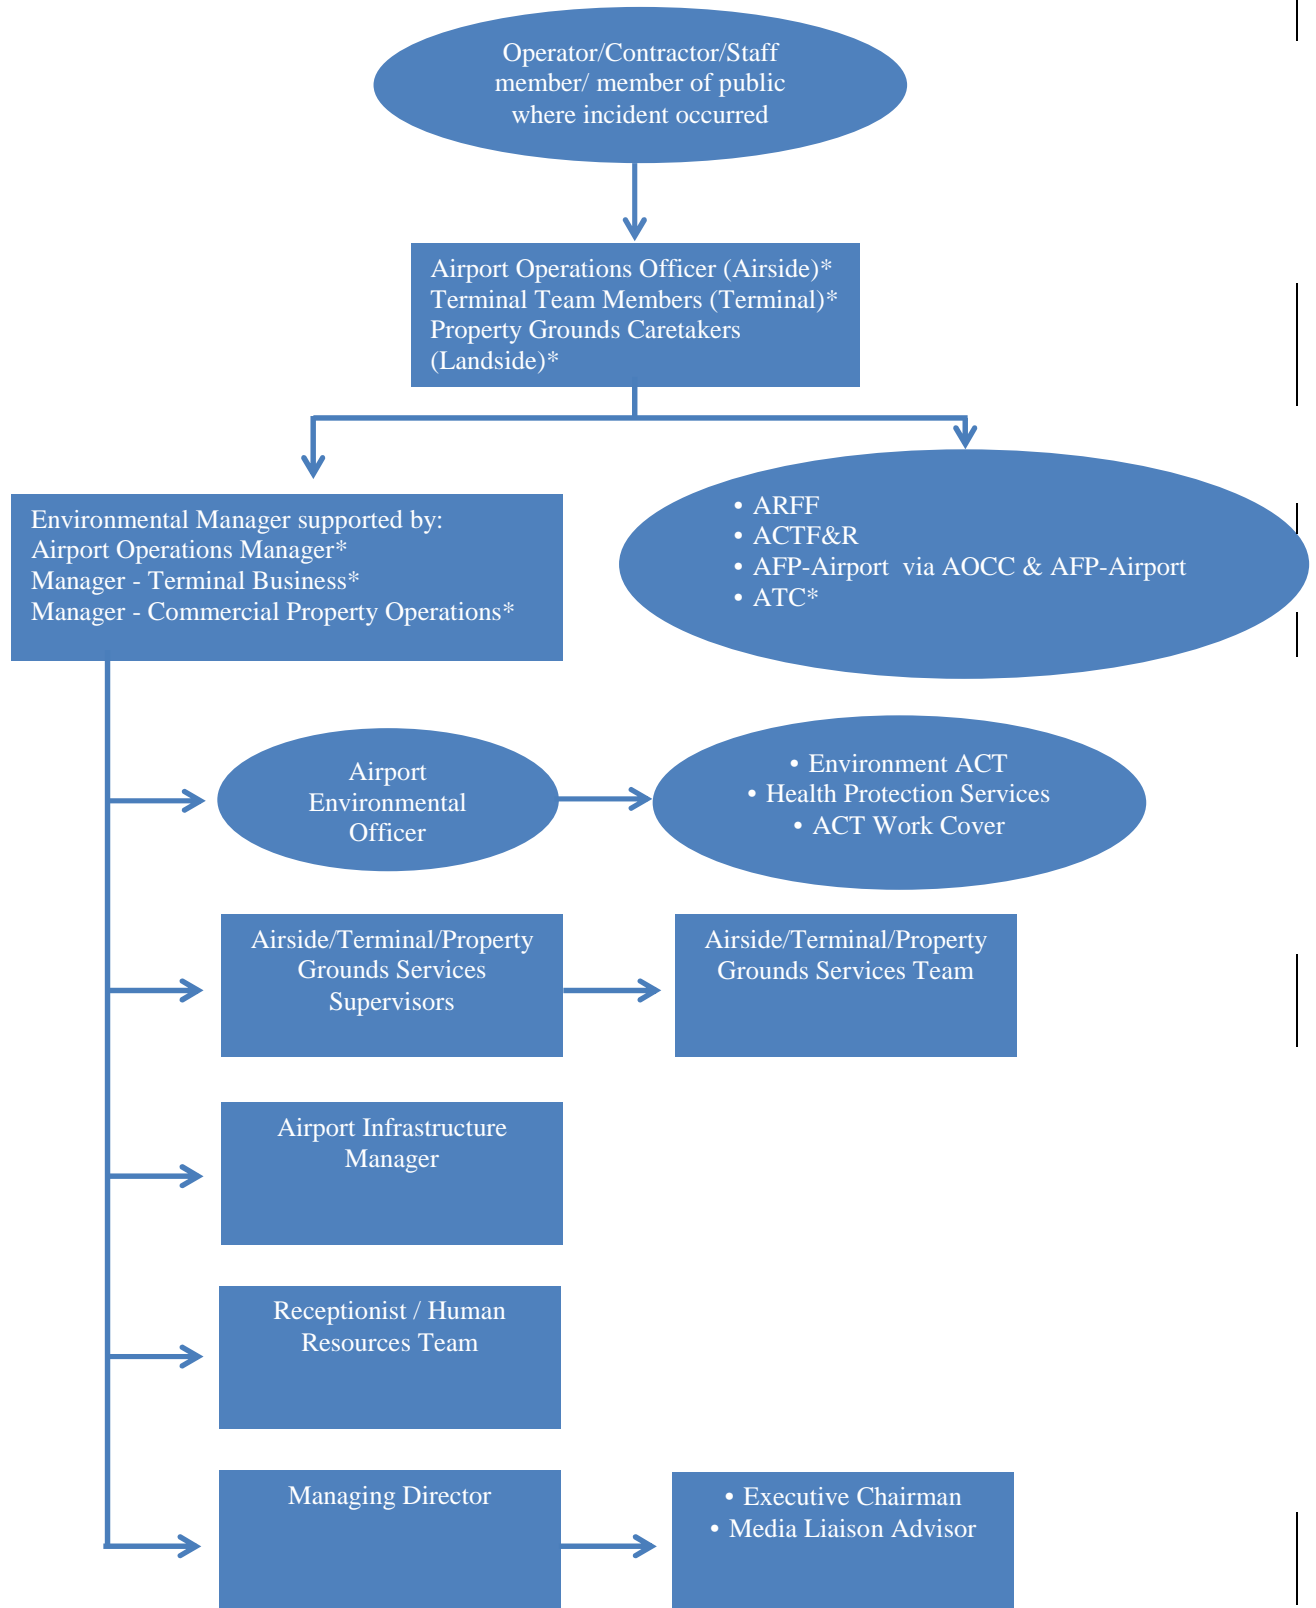 Operator/Contractor/Staff
member/ member of public
where incident occurred
Airport Operations Officer (Airside)*
Terminal Team Members (Terminal)*
Property Grounds Caretakers
(Landside)*
Environmental Manager supported by:
Airport Operations Manager*
Manager - Terminal Business*
Manager - Commercial Property Operations*
• ARFF
• ACTF&R
• AFP-Airport  via AOCC & AFP-Airport
• ATC*
Airport
Environmental
Officer
• Environment ACT
• Health Protection Services
• ACT Work Cover
Airside/Terminal/Property
Grounds Services
Supervisors
Airside/Terminal/Property
Grounds Services Team
Airport Infrastructure
Manager
Receptionist / Human
Resources Team
Managing Director
• Executive Chairman
• Media Liaison Advisor